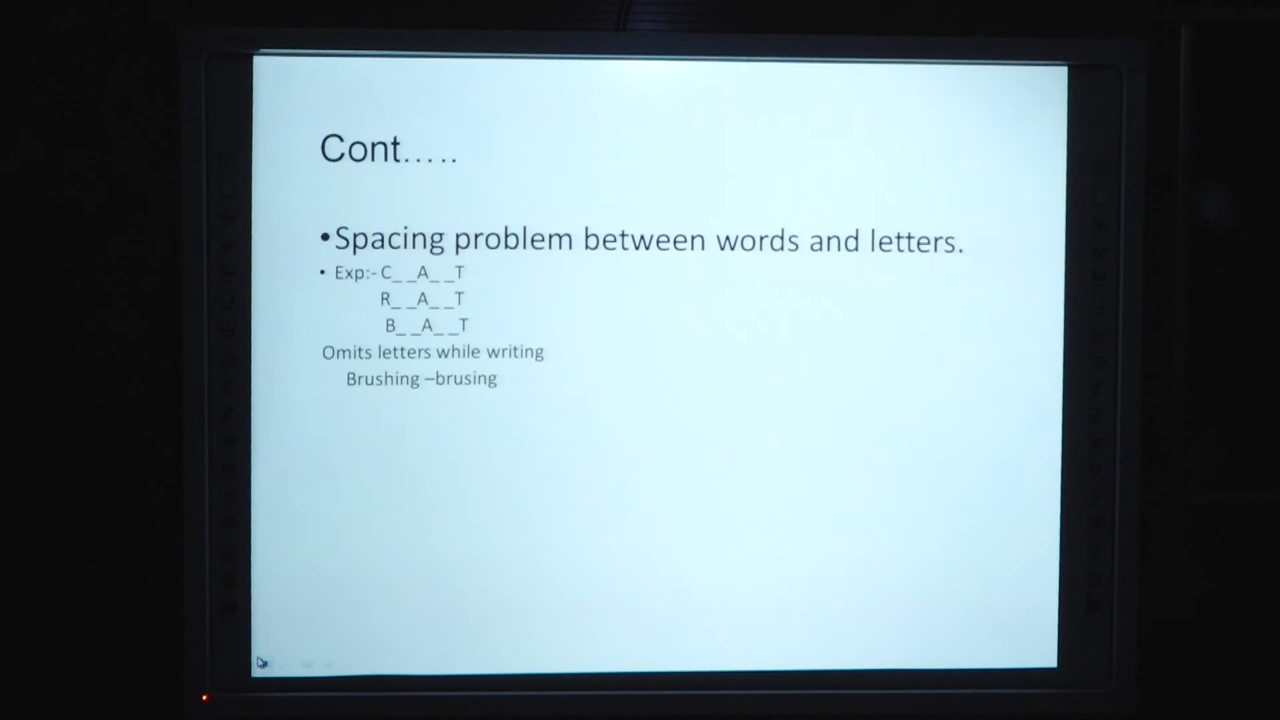 Cont.....
•Spacing problem between words and letters.
• Exp:- C_ _A_ _T
R_ _A_ _T
B_ _A_ _T
Omits letters while writing
Brushing –brusing